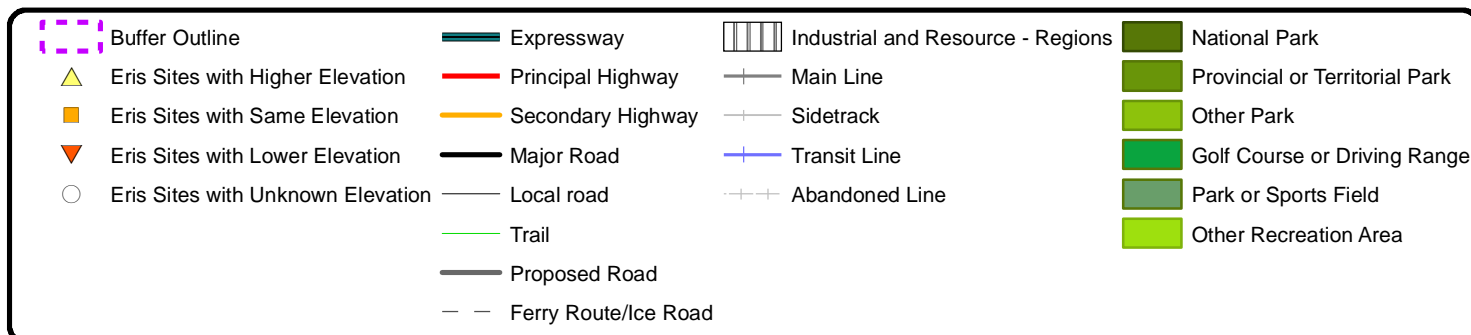 Buffer Outline
Eris Sites with Higher Elevation
Eris Sites with Same Elevation
Eris Sites with Lower Elevation
Eris Sites with Unknown Elevation
Expressway
Principal Highway
Secondary Highway
Major Road
Local road
Trail
Proposed Road
Ferry Route/Ice Road
Industrial and Resource - Regions
Main Line
Sidetrack
Transit Line
Abandoned Line
National Park
Provincial or Territorial Park
Other Park
Golf Course or Driving Range
Park or Sports Field
Other Recreation Area